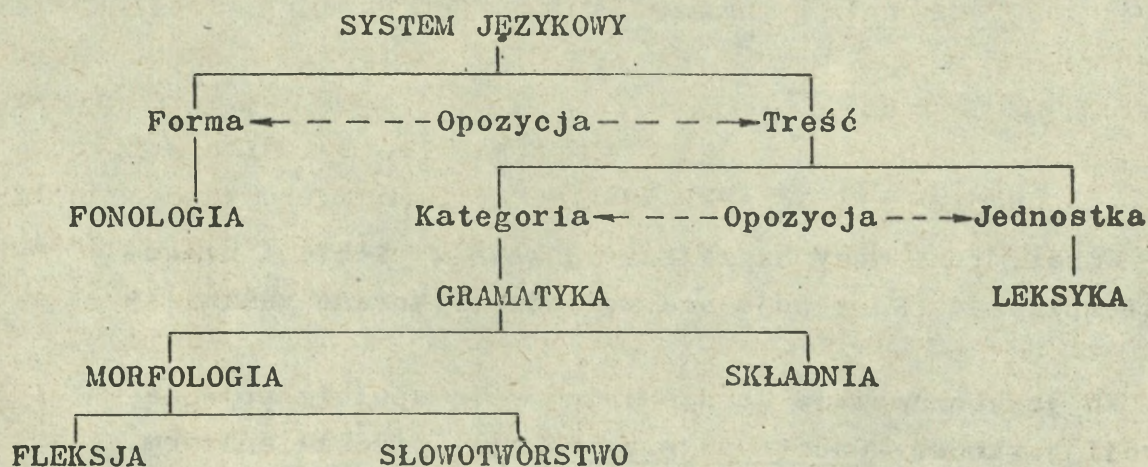 SYSTEM JĘZYKOWY
Forma Opozycja Treść
FONOLOGIA Kategoria Opozycja Jednostka
GRAMATYKA LEKSYKA
MORFOLOGIA SKŁADNIA
FLEKSJA SŁOWOTWÓRSTWO